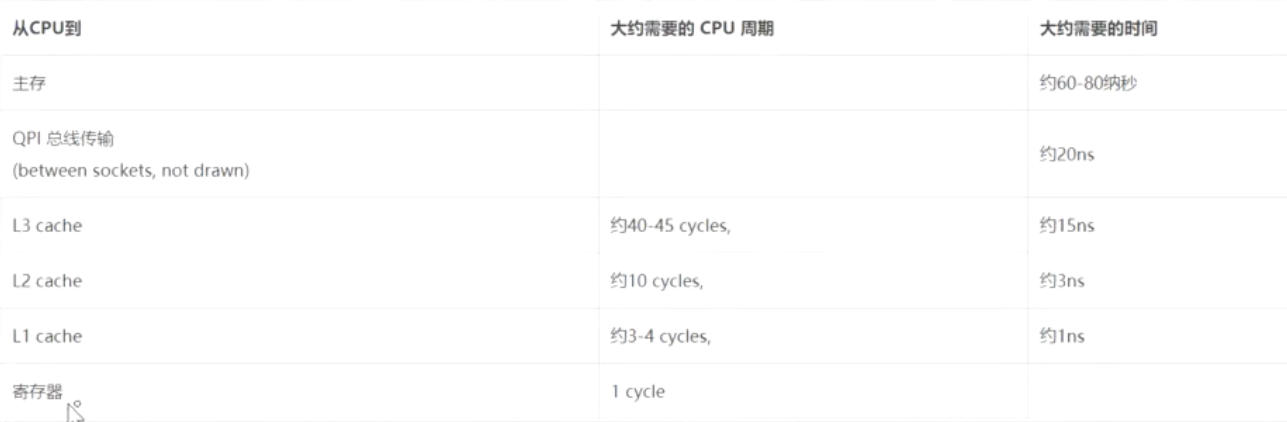 从CPU到 大约需要的 CPU 周期 大约需要的时间
主存 约60-80纳秒
QPI 总线传输
(between sockets, not drawn) 约20ns
L3 cache 约40-45 cycles, 约15ns
L2 cache 约10 cycles, 约3ns
L1 cache 约3-4 cycles, 约1ns
寄存器 1 cycle